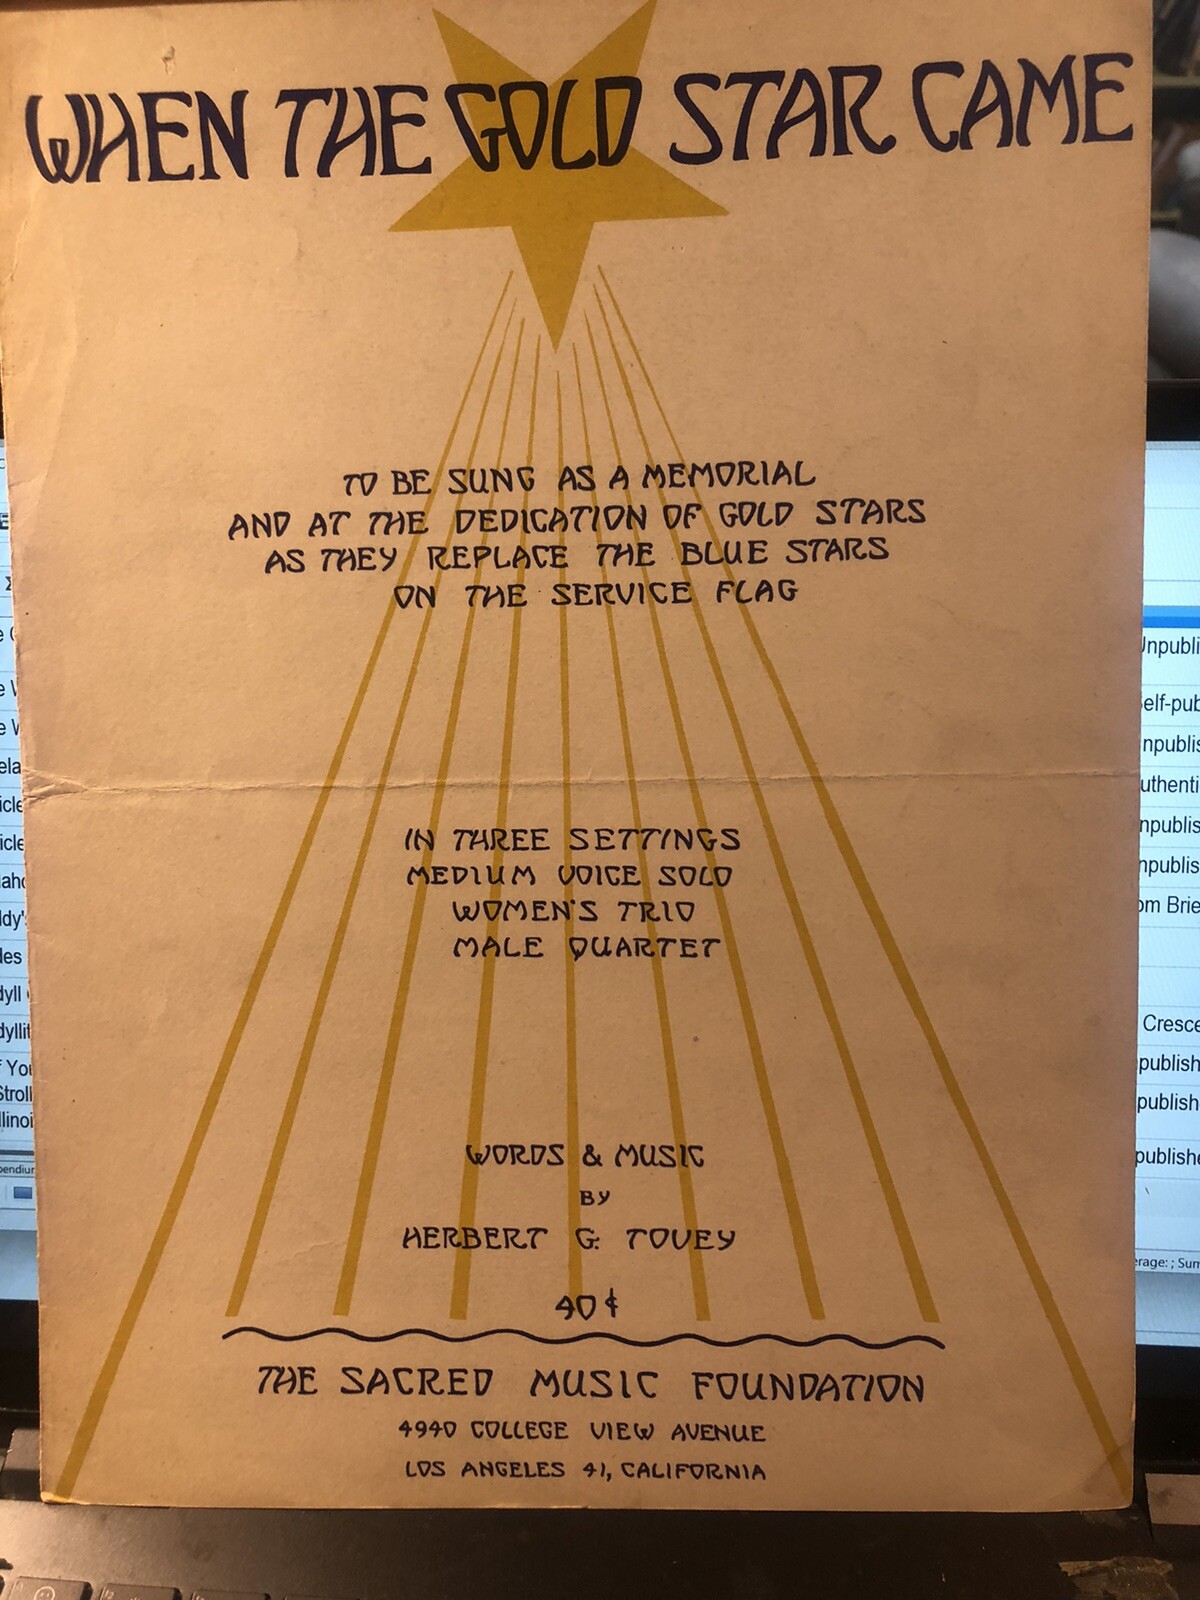 WHEN THE GOLD STAR CAME
TO BE SUNG AS A MEMORIAL
AND AT THE DEDICATION OF GOLD STARS
AS THEY REPLACE THE BLUE STARS
ON THE SERVICE FLAG
IN THREE SETTINGS
MEDIUM VOICE SOLO
WOMEN'S TRIO
MALE QUARTET
WORDS & MUSIC
BY
HERBERT G. TOVEY
40¢
THE SACRED MUSIC FOUNDATION
4940 COLLEGE VIEW AVENUE
LOS ANGELES 41, CALIFORNIA